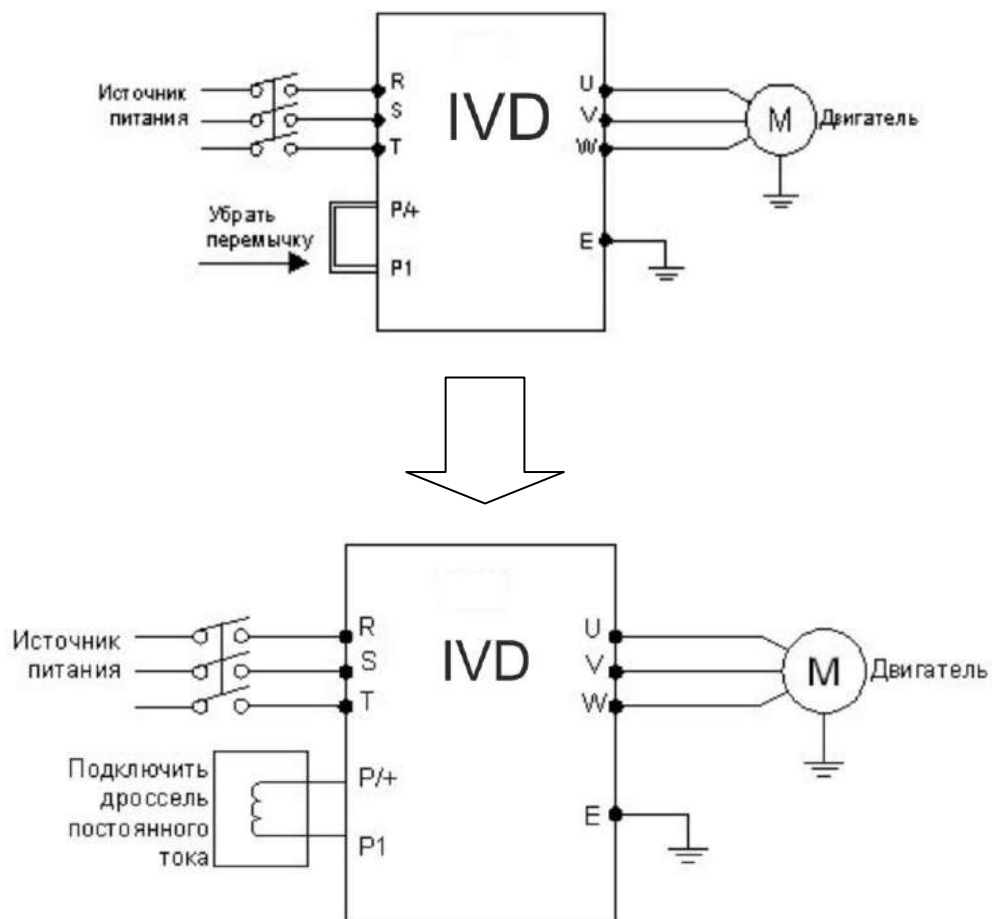 Источник
питания
R
S
T
IVD
U
V
W
M
Двигатель
Убрать
перемычку
P/+
P1
E
Источник
питания
R
S
T
IVD
U
V
W
M
Двигатель
Подключить
дроссель
постоянного
тока
P/+
P1
E